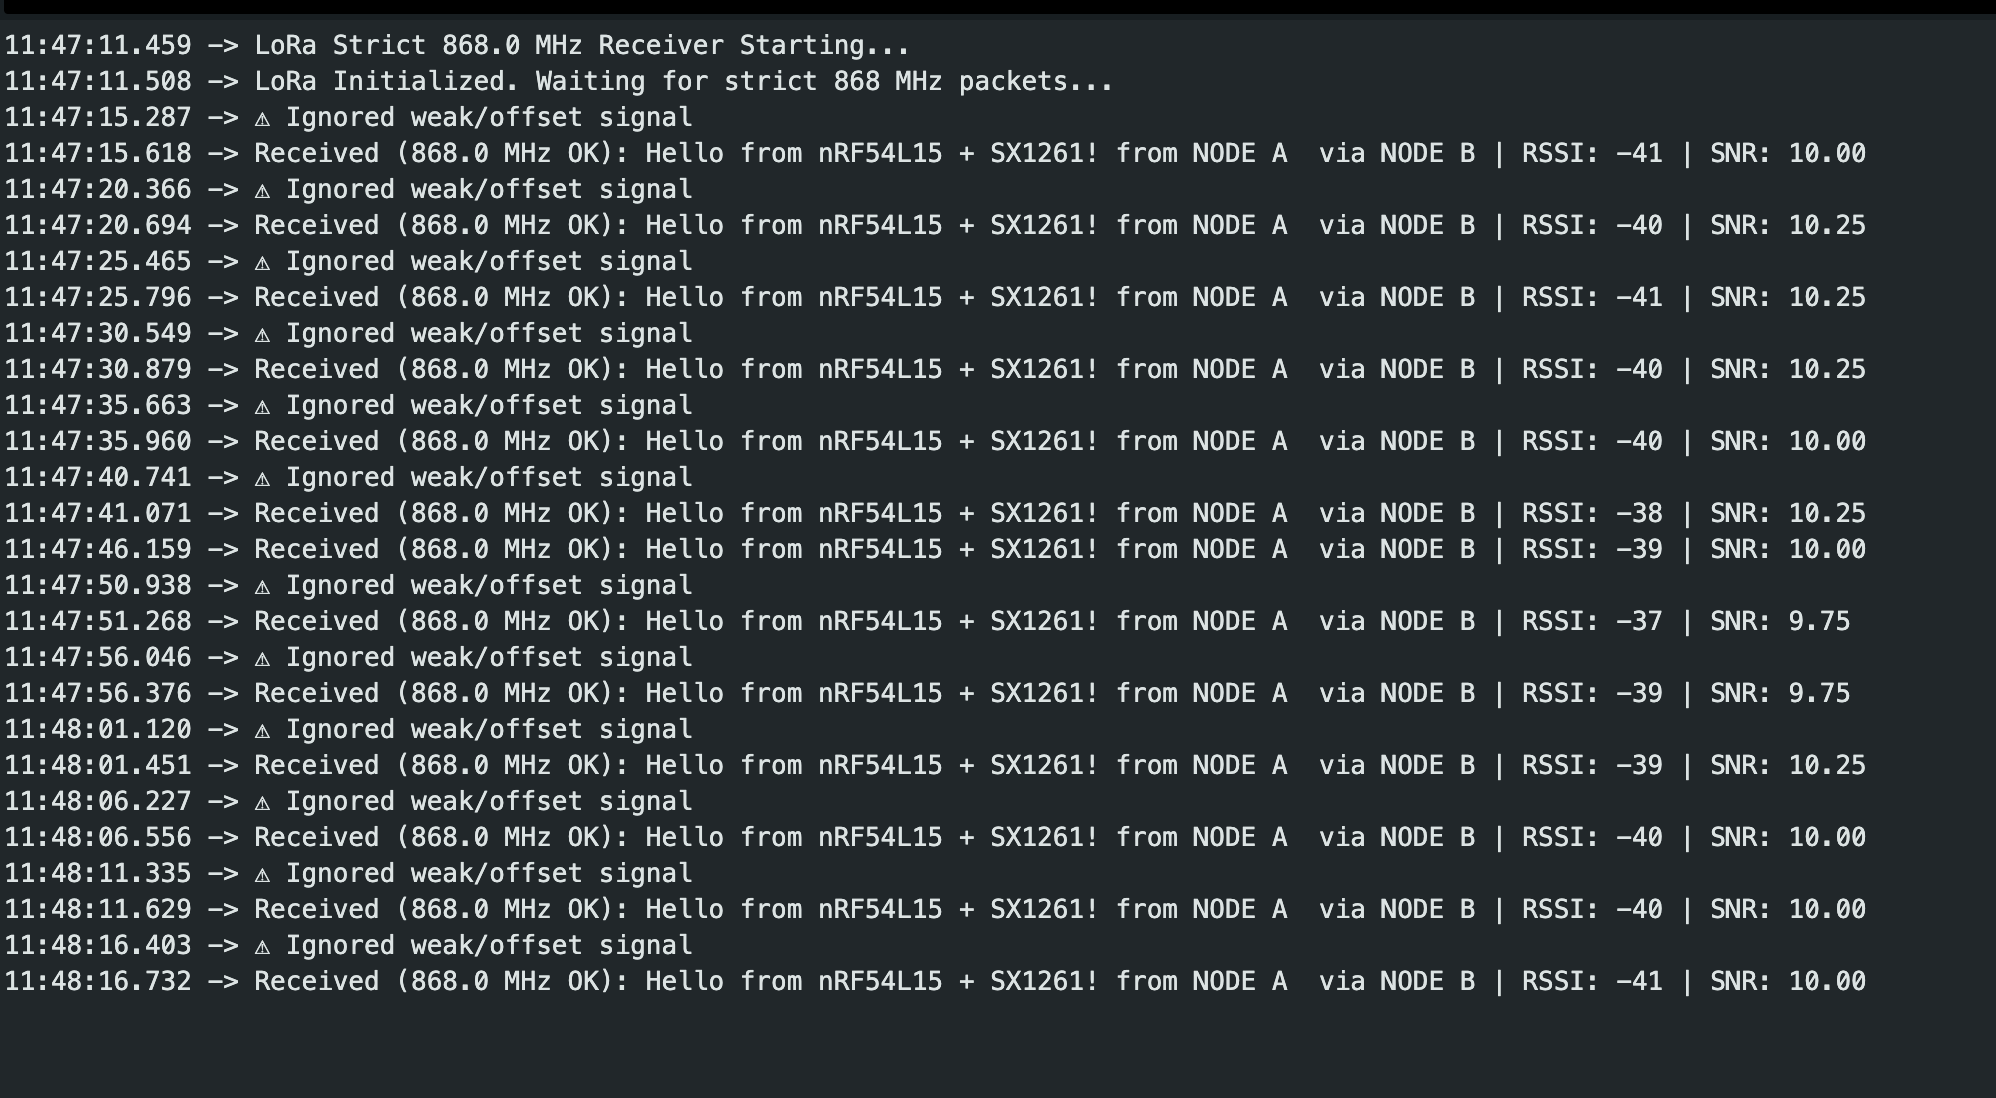 11:47:11.459 -> LoRa Strict 868.0 MHz Receiver Starting...
11:47:11.508 -> LoRa Initialized. Waiting for strict 868 MHz packets...
11:47:15.287 -> ⚠ Ignored weak/offset signal
11:47:15.618 -> Received (868.0 MHz OK): Hello from nRF54L15 + SX1261! from NODE A  via NODE B | RSSI: -41 | SNR: 10.00
11:47:20.366 -> ⚠ Ignored weak/offset signal
11:47:20.694 -> Received (868.0 MHz OK): Hello from nRF54L15 + SX1261! from NODE A  via NODE B | RSSI: -40 | SNR: 10.25
11:47:25.465 -> ⚠ Ignored weak/offset signal
11:47:25.796 -> Received (868.0 MHz OK): Hello from nRF54L15 + SX1261! from NODE A  via NODE B | RSSI: -41 | SNR: 10.25
11:47:30.549 -> ⚠ Ignored weak/offset signal
11:47:30.879 -> Received (868.0 MHz OK): Hello from nRF54L15 + SX1261! from NODE A  via NODE B | RSSI: -40 | SNR: 10.25
11:47:35.663 -> ⚠ Ignored weak/offset signal
11:47:35.960 -> Received (868.0 MHz OK): Hello from nRF54L15 + SX1261! from NODE A  via NODE B | RSSI: -40 | SNR: 10.00
11:47:40.741 -> ⚠ Ignored weak/offset signal
11:47:41.071 -> Received (868.0 MHz OK): Hello from nRF54L15 + SX1261! from NODE A  via NODE B | RSSI: -38 | SNR: 10.25
11:47:46.159 -> Received (868.0 MHz OK): Hello from nRF54L15 + SX1261! from NODE A  via NODE B | RSSI: -39 | SNR: 10.00
11:47:50.938 -> ⚠ Ignored weak/offset signal
11:47:51.268 -> Received (868.0 MHz OK): Hello from nRF54L15 + SX1261! from NODE A  via NODE B | RSSI: -37 | SNR: 9.75
11:47:56.046 -> ⚠ Ignored weak/offset signal
11:47:56.376 -> Received (868.0 MHz OK): Hello from nRF54L15 + SX1261! from NODE A  via NODE B | RSSI: -39 | SNR: 9.75
11:48:01.120 -> ⚠ Ignored weak/offset signal
11:48:01.451 -> Received (868.0 MHz OK): Hello from nRF54L15 + SX1261! from NODE A  via NODE B | RSSI: -39 | SNR: 10.25
11:48:06.227 -> ⚠ Ignored weak/offset signal
11:48:06.556 -> Received (868.0 MHz OK): Hello from nRF54L15 + SX1261! from NODE A  via NODE B | RSSI: -40 | SNR: 10.00
11:48:11.335 -> ⚠ Ignored weak/offset signal
11:48:11.629 -> Received (868.0 MHz OK): Hello from nRF54L15 + SX1261! from NODE A  via NODE B | RSSI: -40 | SNR: 10.00
11:48:16.403 -> ⚠ Ignored weak/offset signal
11:48:16.732 -> Received (868.0 MHz OK): Hello from nRF54L15 + SX1261! from NODE A  via NODE B | RSSI: -41 | SNR: 10.00